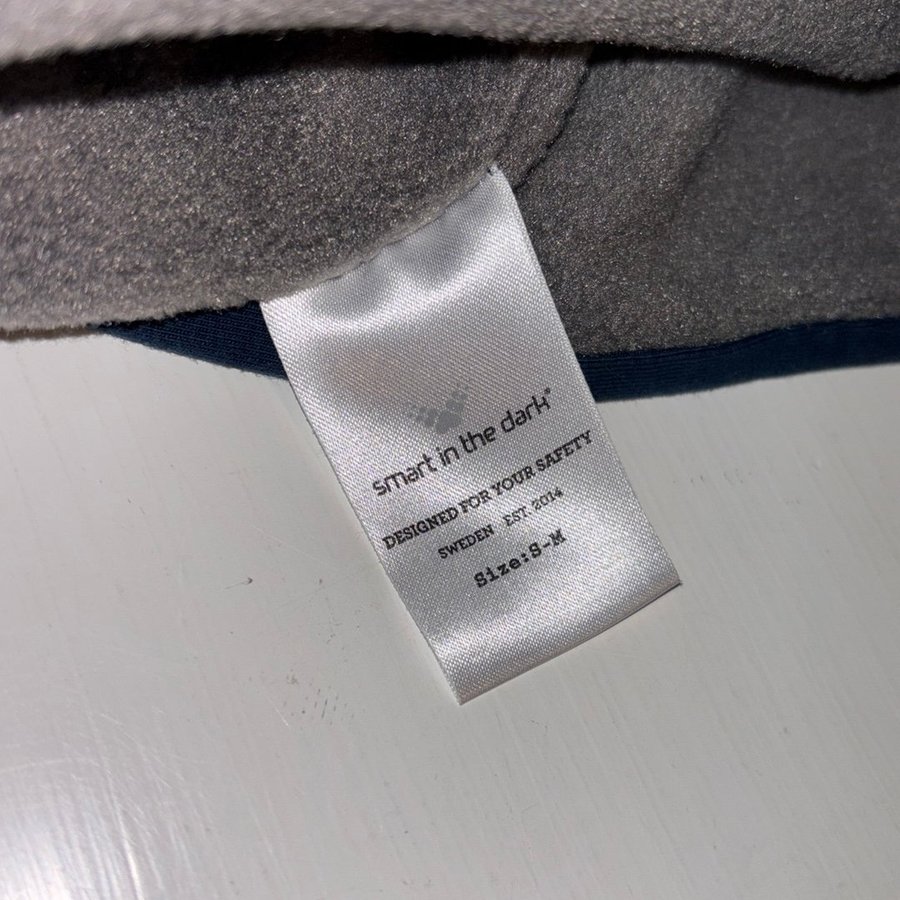 smart in the dark®
DESIGNED FOR YOUR SAFETY
SWEDEN EST. 2014
Size:S-M